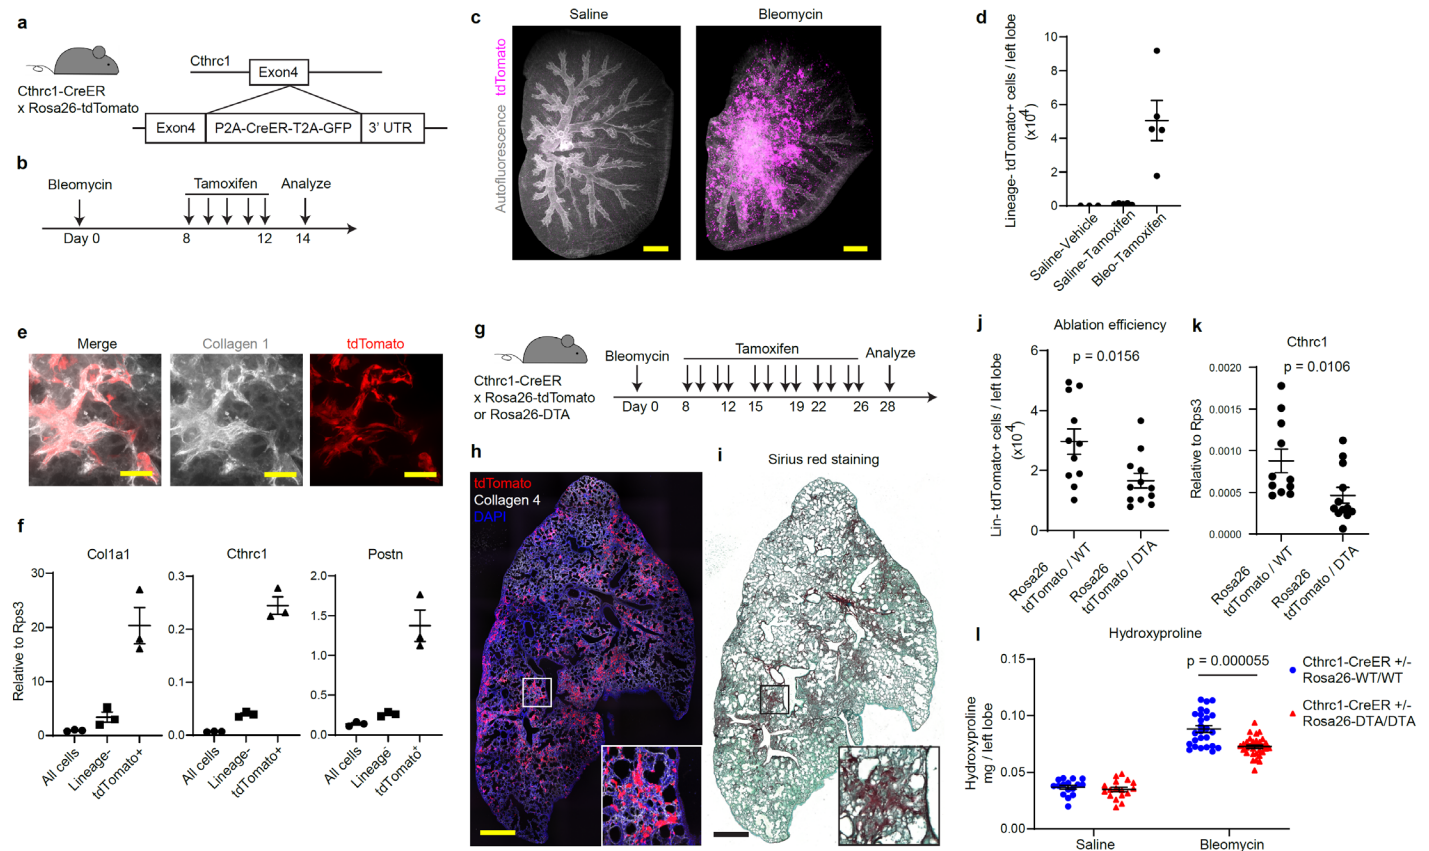 a
Cthrc1-CreER
x Rosa26-tdTomato
Cthrc1
Exon4
Exon4
P2A-CreER-T2A-GFP
3' UTR
b
Bleomycin
Tamoxifen
Analyze
Day 0
8
12
14
c
Saline
Bleomycin
Autofluorescence tdTomato
d
Lineage- tdTomato+ cells / left lobe
(x10⁴)
10
8
6
4
2
0
Saline-Vehicle
Saline-Tamoxifen
Bleo-Tamoxifen
e
Merge
Collagen 1
tdTomato
f
Col1a1
Cthrc1
Postn
Relative to Rps3
30
20
10
0
All cells
Lineage-
tdTomato+
0.3
0.2
0.1
0.0
All cells
Lineage-
tdTomato+
2.0
1.5
1.0
0.5
0.0
All cells
Lineage⁻
tdTomato⁺
g
Cthrc1-CreER
x Rosa26-tdTomato
or Rosa26-DTA
Bleomycin
Tamoxifen
Analyze
Day 0
8
12
15
19
22
26
28
h
tdTomato
Collagen 4
DAPI
i
Sirius red staining
j
Ablation efficiency
p = 0.0156
Lin- tdTomato+ cells / left lobe
(x10⁴)
6
4
2
0
Rosa26
tdTomato / WT
Rosa26
tdTomato / DTA
k
Cthrc1
p = 0.0106
Relative to Rps3
0.0020
0.0015
0.0010
0.0005
0.0000
Rosa26
tdTomato / WT
Rosa26
tdTomato / DTA
l
Hydroxyproline
p = 0.000055
Hydroxyproline
mg / left lobe
0.15
0.10
0.05
0.00
Saline
Bleomycin
Cthrc1-CreER +/-
Rosa26-WT/WT
Cthrc1-CreER +/-
Rosa26-DTA/DTA